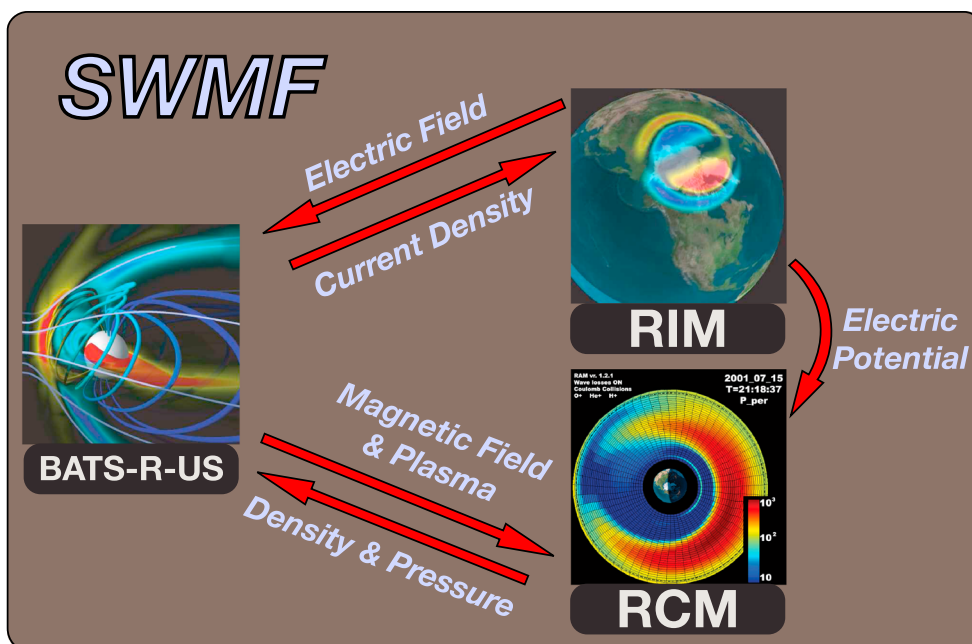 SWMF
Electric Field
Current Density
RIM
Electric
Potential
BATS-R-US
Magnetic Field
& Plasma
Density & Pressure
RAM vr. 1.2.1
Wave losses ON
Coulomb Collisions
O+ He+ H+
2001_07_15
T=21:18:37
P_per
10³
10²
10
RCM